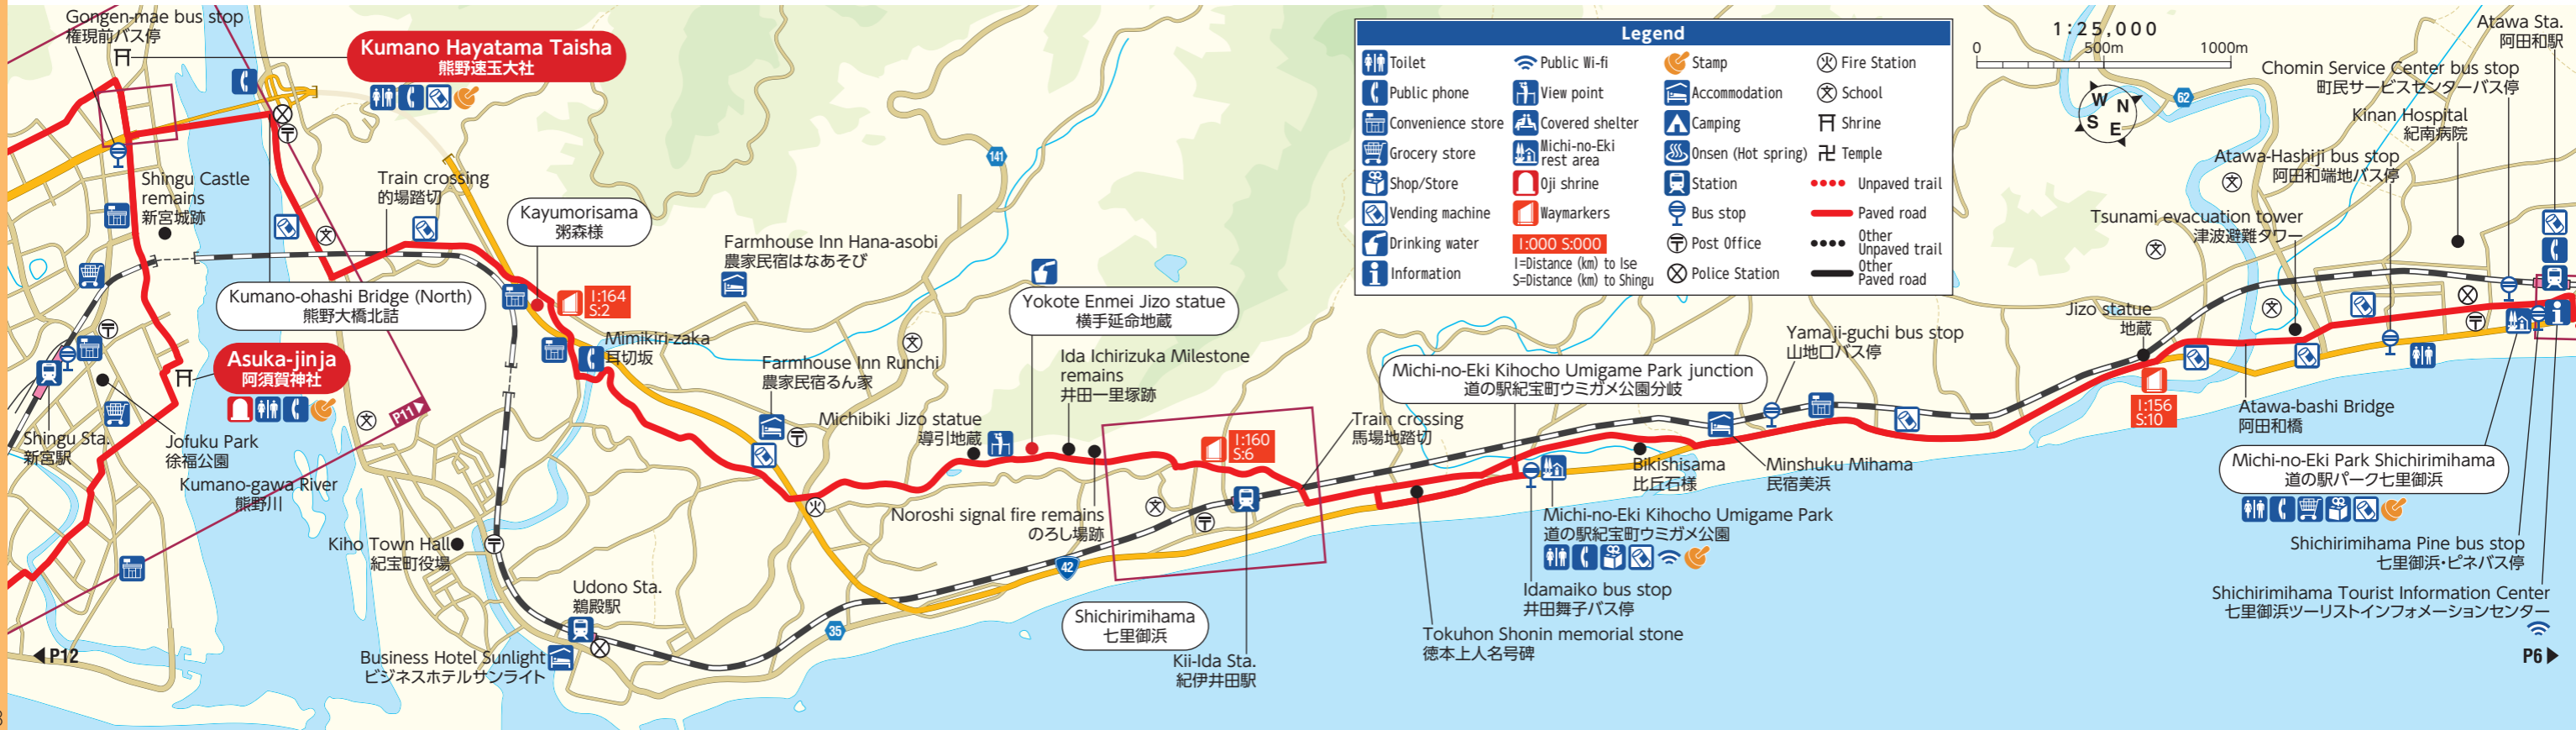 Gongen-mae bus stop
権現前バス停
Kumano Hayatama Taisha
熊野速玉大社
Shingu Castle
remains
新宮城跡
Train crossing
的場踏切
Kayumorisama
粥森様
Kumano-ohashi Bridge (North)
熊野大橋北詰
I:164
S:2
Mimikiri-zaka
耳切坂
Asuka-jinja
阿須賀神社
P11
Shingu Sta.
新宮駅
Jofuku Park
徐福公園
Kumano-gawa River
熊野川
Kiho Town Hall
紀宝町役場
Udono Sta.
鵜殿駅
Business Hotel Sunlight
ビジネスホテルサンライト
P12
Farmhouse Inn Hana-asobi
農家民宿はなあそび
Farmhouse Inn Runchi
農家民宿るん家
141
Yokote Enmei Jizo statue
横手延命地蔵
Ida Ichirizuka Milestone
remains
井田一里塚跡
Michibiki Jizo statue
導引地蔵
Noroshi signal fire remains
のろし場跡
I:160
S:6
35
42
Shichirimihama
七里御浜
Kii-Ida Sta.
紀伊井田駅
Train crossing
馬場地踏切
Michi-no-Eki Kihocho Umigame Park junction
道の駅紀宝町ウミガメ公園分岐
Yamaji-guchi bus stop
山地口バス停
Bikishisama
比丘石様
Minshuku Mihama
民宿美浜
Michi-no-Eki Kihocho Umigame Park
道の駅紀宝町ウミガメ公園
Idamaiko bus stop
井田舞子バス停
Tokuhon Shonin memorial stone
徳本上人名号碑
Legend
Toilet
Public phone
Convenience store
Grocery store
Shop/Store
Vending machine
Drinking water
Information
Public Wi-fi
View point
Covered shelter
Michi-no-Eki
rest area
Oji shrine
Waymarkers
I:000 S:000
I=Distance (km) to Ise
S=Distance (km) to Shingu
Stamp
Accommodation
Camping
Onsen (Hot spring)
Station
Bus stop
Post Office
Police Station
Fire Station
School
Shrine
Temple
Unpaved trail
Paved road
Other
Unpaved trail
Other
Paved road
1:25,000
0 500m 1000m
W N
S E
62
Atawa Sta.
阿田和駅
Chomin Service Center bus stop
町民サービスセンターバス停
Kinan Hospital
紀南病院
Atawa-Hashiji bus stop
阿田和端地バス停
Tsunami evacuation tower
津波避難タワー
Jizo statue
地蔵
I:156
S:10
Atawa-bashi Bridge
阿田和橋
Michi-no-Eki Park Shichirimihama
道の駅パーク七里御浜
Shichirimihama Pine bus stop
七里御浜・ピネバス停
Shichirimihama Tourist Information Center
七里御浜ツーリストインフォメーションセンター
P6